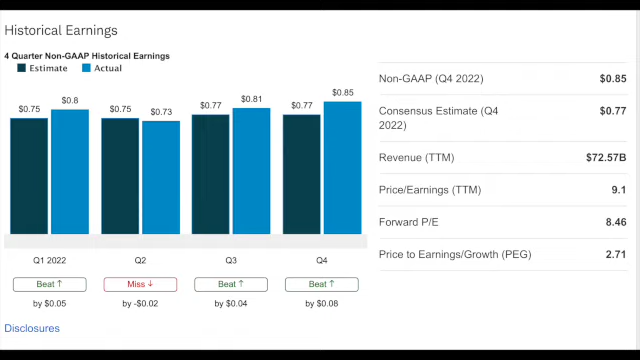 Historical Earnings
4 Quarter Non-GAAP Historical Earnings
Estimate Actual
$0.75 $0.8 $0.75 $0.73 $0.77 $0.81 $0.77 $0.85
Q1 2022 Q2 Q3 Q4
Beat ↑ Miss ↓ Beat ↑ Beat ↑
by $0.05 by -$0.02 by $0.04 by $0.08
Disclosures
Non-GAAP (Q4 2022) $0.85
Consensus Estimate (Q4 $0.77
2022)
Revenue (TTM) $72.57B
Price/Earnings (TTM) 9.1
Forward P/E 8.46
Price to Earnings/Growth (PEG) 2.71